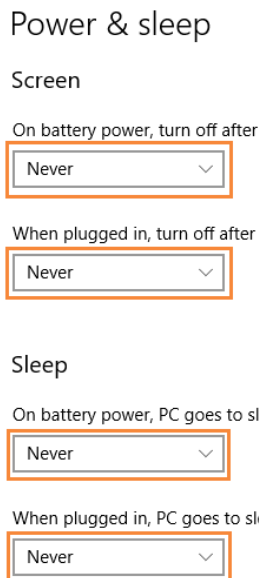 Power & sleep
Screen
On battery power, turn off after
Never
When plugged in, turn off after
Never
Sleep
On battery power, PC goes to
Never
When plugged in, PC goes to
Never